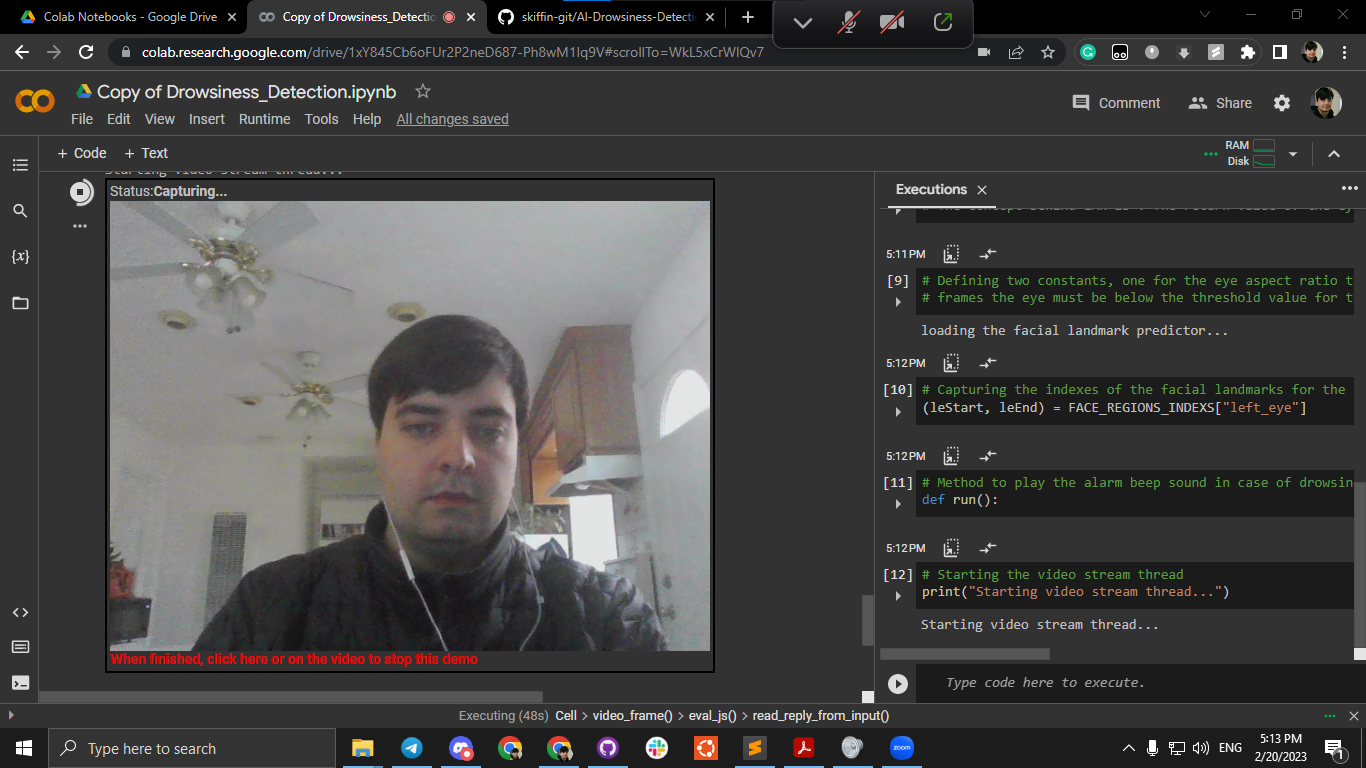 Colab Notebooks - Google Drive
Copy of Drowsiness_Detectio
skiffin-git/AI-Drowsiness-Detecti
colab.research.google.com/drive/1xY845Cb6oFUr2P2neD687-Ph8wM1Iq9V#scrollTo=WkL5xCrWIQv7
Copy of Drowsiness_Detection.ipynb
Comment
Share
File Edit View Insert Runtime Tools Help All changes saved
+ Code + Text
RAM
Disk
Starting video stream thread...
Status:Capturing...
When finished, click here or on the video to stop this demo
Executions
5:11 PM
[9] # Defining two constants, one for the eye aspect ratio t
# frames the eye must be below the threshold value for t
loading the facial landmark predictor...
5:12 PM
[10] # Capturing the indexes of the facial landmarks for the
(leStart, leEnd) = FACE_REGIONS_INDEXS["left_eye"]
5:12 PM
[11] # Method to play the alarm beep sound in case of drowsin
def run():
5:12 PM
[12] # Starting the video stream thread
print("Starting video stream thread...")
Starting video stream thread...
Type code here to execute.
Executing (48s) Cell > video_frame() > eval_js() > read_reply_from_input()
Type here to search
zoom
ENG
5:13 PM
2/20/2023
1